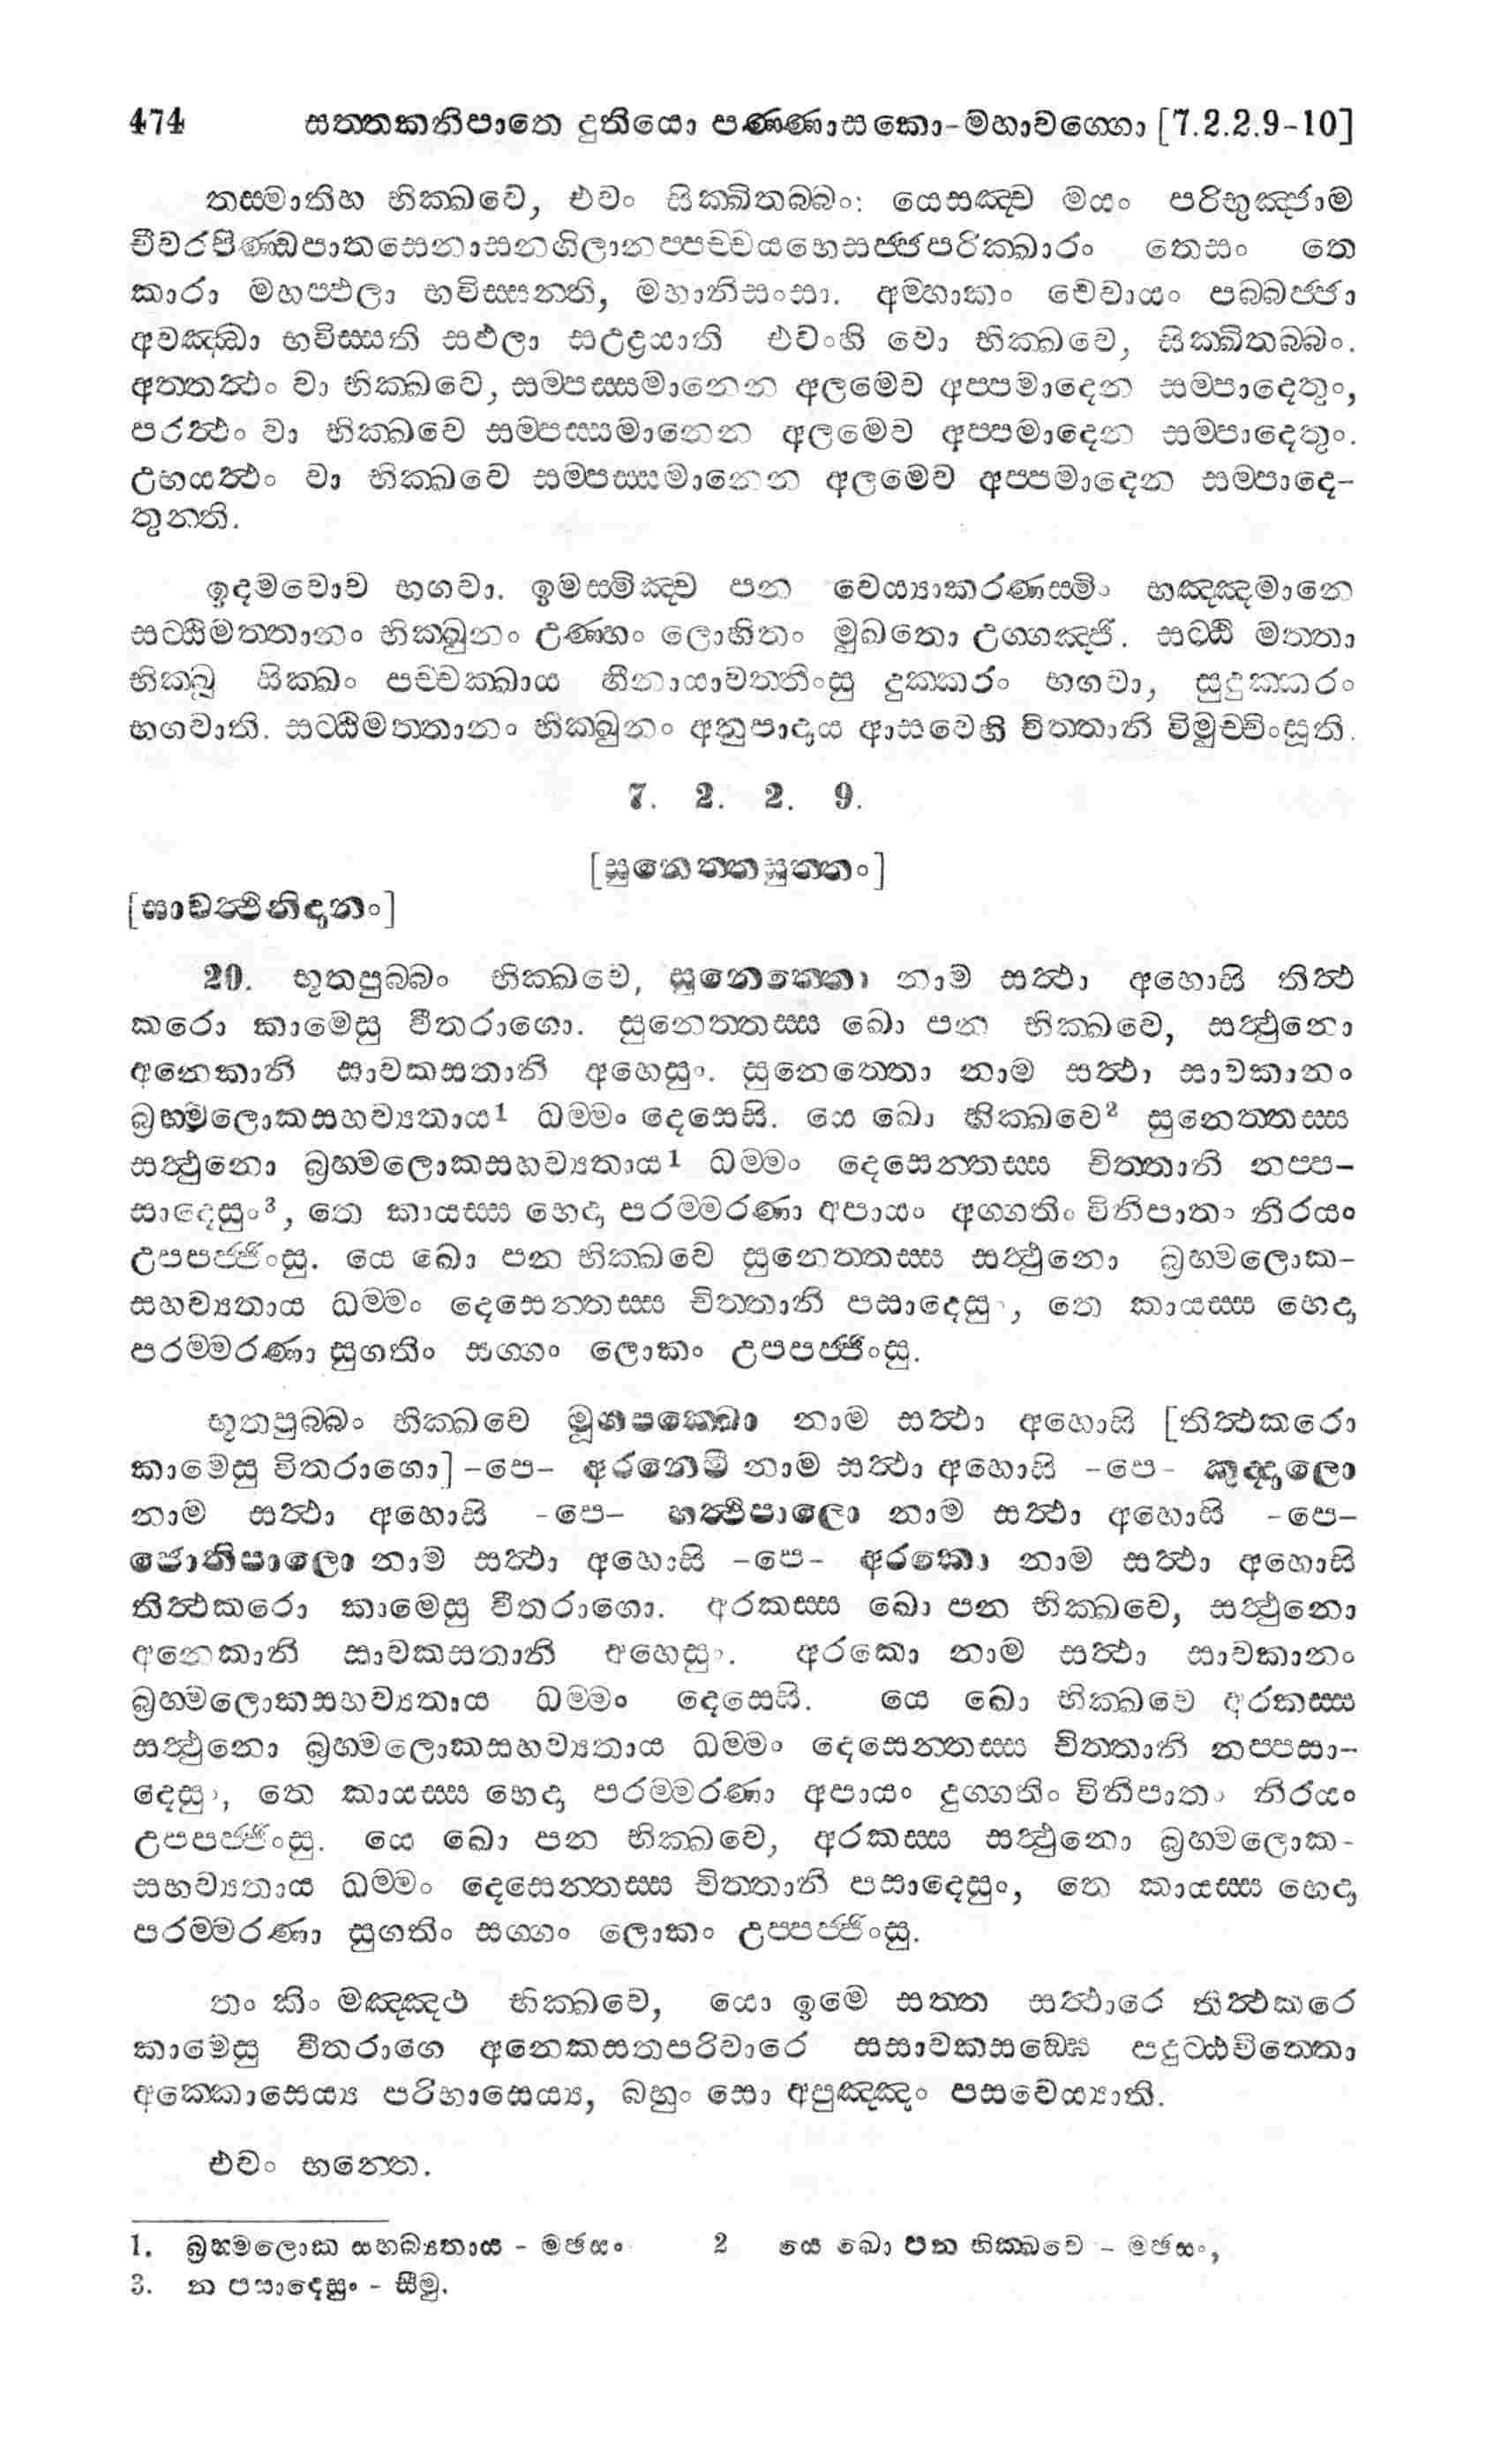 474 සත්තකනිපාතෙ දුතියො පණ්ණාසකො-මහාවග්ගො [7.2.2.9-10]
තස්මාතිහ භික්ඛවේ, එවං සික්ඛිතබ්බං: යෙසඤ්ච මයං පරිභුඤ්ජාම
චීවරපිණ්ඩපාතසෙනාසනගිලානප්පච්චයභෙසජ්ජපරික්ඛාරං තෙසං තෙ
කාරා මහප්ඵලා භවිස්සන්ති, මහානිසංසා. අම්හාකං චේවායං පබ්බජ්ජා
අවඤ්ඣා භවිස්සති සඵලා සඋද්‍රයාති එවංහි වො භික්ඛවෙ, සික්ඛිතබ්බං.
අත්තත්ථං වා භික්ඛවෙ, සම්පස්සමානෙන අලමෙව අප්පමාදෙන සම්පාදෙතුං,
පරත්ථං වා භික්ඛවෙ සම්පස්සමානෙන අලමෙව අප්පමාදෙන සම්පාදෙතුං.
උභයත්ථං වා භික්ඛවෙ සම්පස්සමානෙන අලමෙව අප්පමාදෙන සම්පාදෙ-
තුන්ති.
ඉදමවොච භගවා. ඉමස්මිඤ්ච පන වෙය්‍යාකරණස්මිං භඤ්ඤමානෙ
සට්ඨිමත්තානං භික්ඛූනං උණ්හං ලොහිතං මුඛතො උග්ගඤ්ජි. සට්ඨි මත්තා
භික්ඛූ සික්ඛං පච්චක්ඛාය හීනායාවත්තිංසු දුක්කරං භගවා, සුදුක්කරං
භගවාති. සට්ඨිමත්තානං භික්ඛුනං අනුපාදාය ආසවෙහි චිත්තානි විමුච්චිංසූති.
7. 2. 2. 9.
[සුනෙත්තසුත්තං]
[සාවත්ථිනිදානං]
20. භූතපුබ්බං භික්ඛවෙ, සුනෙත්තො නාම සත්ථා අහොසි තිත්ථ
කරො කාමෙසු වීතරාගො. සුනෙත්තස්ස ඛො පන භික්ඛවෙ, සත්ථුනො
අනෙකානි සාවකසතානි අහෙසුං. සුනෙත්තො නාම සත්ථා සාවකානං
බ්‍රහ්මලොකසහව්‍යතාය1 ධම්මං දෙසෙසි. යෙ ඛො භික්ඛවෙ2 සුනෙත්තස්ස
සත්ථුනො බ්‍රහ්මලොකසහව්‍යතාය1 ධම්මං දෙසෙන්තස්ස චිත්තානි නප්ප-
සාදෙසුං3, තෙ කායස්ස භෙදා පරම්මරණා අපායං අග්ගතිං විනිපාතං නිරයං
උපපජ්ජිංසු. යෙ ඛො පන භික්ඛවෙ සුනෙත්තස්ස සත්ථුනො බ්‍රහ්මලොක-
සහව්‍යතාය ධම්මං දෙසෙන්තස්ස චිත්තානි පසාදෙසුං, තෙ කායස්ස භෙදා
පරම්මරණා සුගතිං සග්ගං ලොකං උපපජ්ජිංසු.
භූතපුබ්බං භික්ඛවෙ මූගපක්ඛො නාම සත්ථා අහොසි [තිත්ථකරො
කාමෙසු විතරාගො] -පෙ- අරනෙමි නාම සත්ථා අහොසි -පෙ- කුද්දාලො
නාම සත්ථා අහොසි -පෙ- හත්ථිපාලො නාම සත්ථා අහොසි -පෙ-
ජොතිපාලො නාම සත්ථා අහොසි -පෙ- අරකො නාම සත්ථා අහොසි
තිත්ථකරො කාමෙසු වීතරාගො. අරකස්ස ඛො පන භික්ඛවෙ, සත්ථුනො
අනෙකානි සාවකසතානි අහෙසුං. අරකො නාම සත්ථා සාවකානං
බ්‍රහ්මලොකසහව්‍යතාය ධම්මං දෙසෙසි. යෙ ඛො භික්ඛවෙ අරකස්ස
සත්ථුනො බ්‍රහ්මලොකසහව්‍යතාය ධම්මං දෙසෙන්තස්ස චිත්තානි නප්පසා-
දෙසුං, තෙ කායස්ස භෙදා පරම්මරණා අපායං දුග්ගතිං විනිපාතං නිරයං
උපපජ්ජිංසු. යෙ ඛො පන භික්ඛවෙ, අරකස්ස සත්ථුනො බ්‍රහ්මලොක-
සහව්‍යතාය ධම්මං දෙසෙන්තස්ස චිත්තානි පසාදෙසුං, තෙ කායස්ස භෙදා
පරම්මරණා සුගතිං සග්ගං ලොකං උප්පජ්ජිංසු.
තං කිං මඤ්ඤථ භික්ඛවෙ, යො ඉමෙ සත්ත සත්ථාරෙ තිත්ථකරෙ
කාමෙසු වීතරාගෙ අනෙකසතපරිවාරෙ සසාවකසඞ්ඝෙ පදුට්ඨචිත්තො
අක්කොසෙය්‍ය පරිභාසෙය්‍ය, බහුං සො අපුඤ්ඤං පසවෙය්‍යාති.
එවං භන්තෙ.
1. බ්‍රහ්මලොක සහබ්‍යතාය - මඡසං 2 යෙ ඛො පන භික්ඛවෙ - මඡසං,
3. න පසාදෙසුං - සීමු.